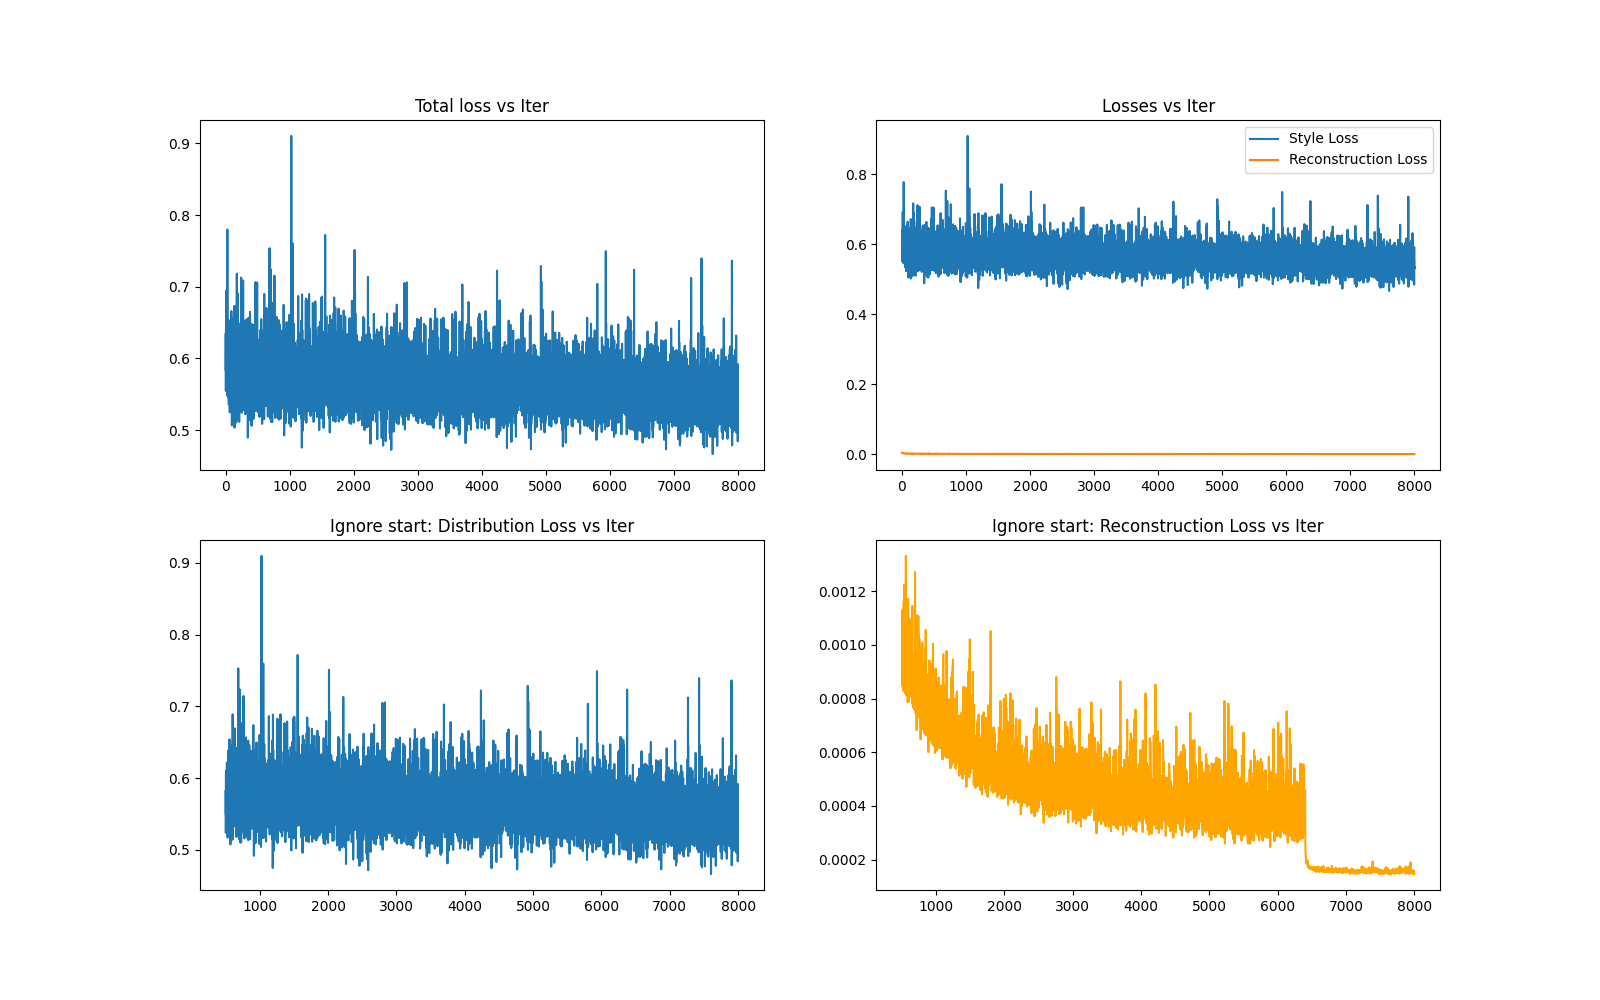 Total loss vs Iter
0.9
0.8
0.7
0.6
0.5
0 1000 2000 3000 4000 5000 6000 7000 8000
Losses vs Iter
Style Loss
Reconstruction Loss
0.8
0.6
0.4
0.2
0.0
0 1000 2000 3000 4000 5000 6000 7000 8000
Ignore start: Distribution Loss vs Iter
0.9
0.8
0.7
0.6
0.5
1000 2000 3000 4000 5000 6000 7000 8000
Ignore start: Reconstruction Loss vs Iter
0.0012
0.0010
0.0008
0.0006
0.0004
0.0002
1000 2000 3000 4000 5000 6000 7000 8000